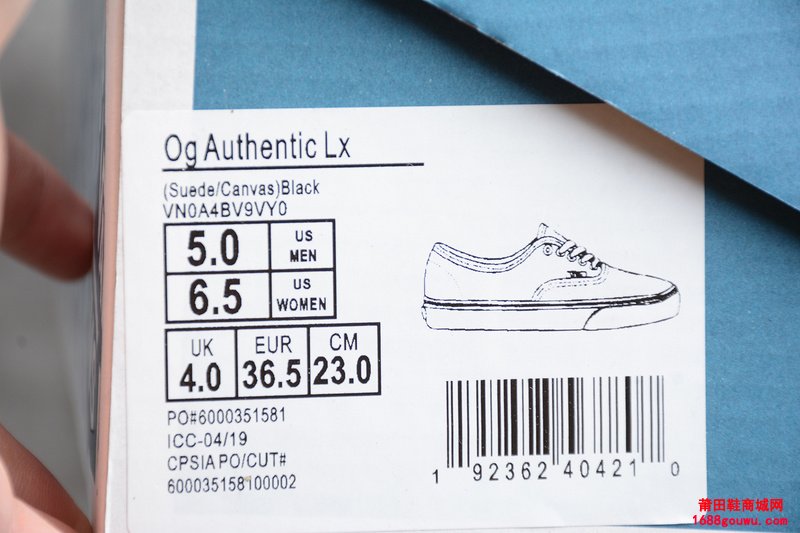 Og Authentic Lx
(Suede/Canvas)Black
VN0A4BV9VY0
5.0 US MEN
6.5 US WOMEN
UK EUR CM
4.0 36.5 23.0
PO#6000351581
ICC-04/19
CPSIA PO/CUT#
600035158100002
1 92362 40421 0
莆田鞋商城网
1688gouwu.com